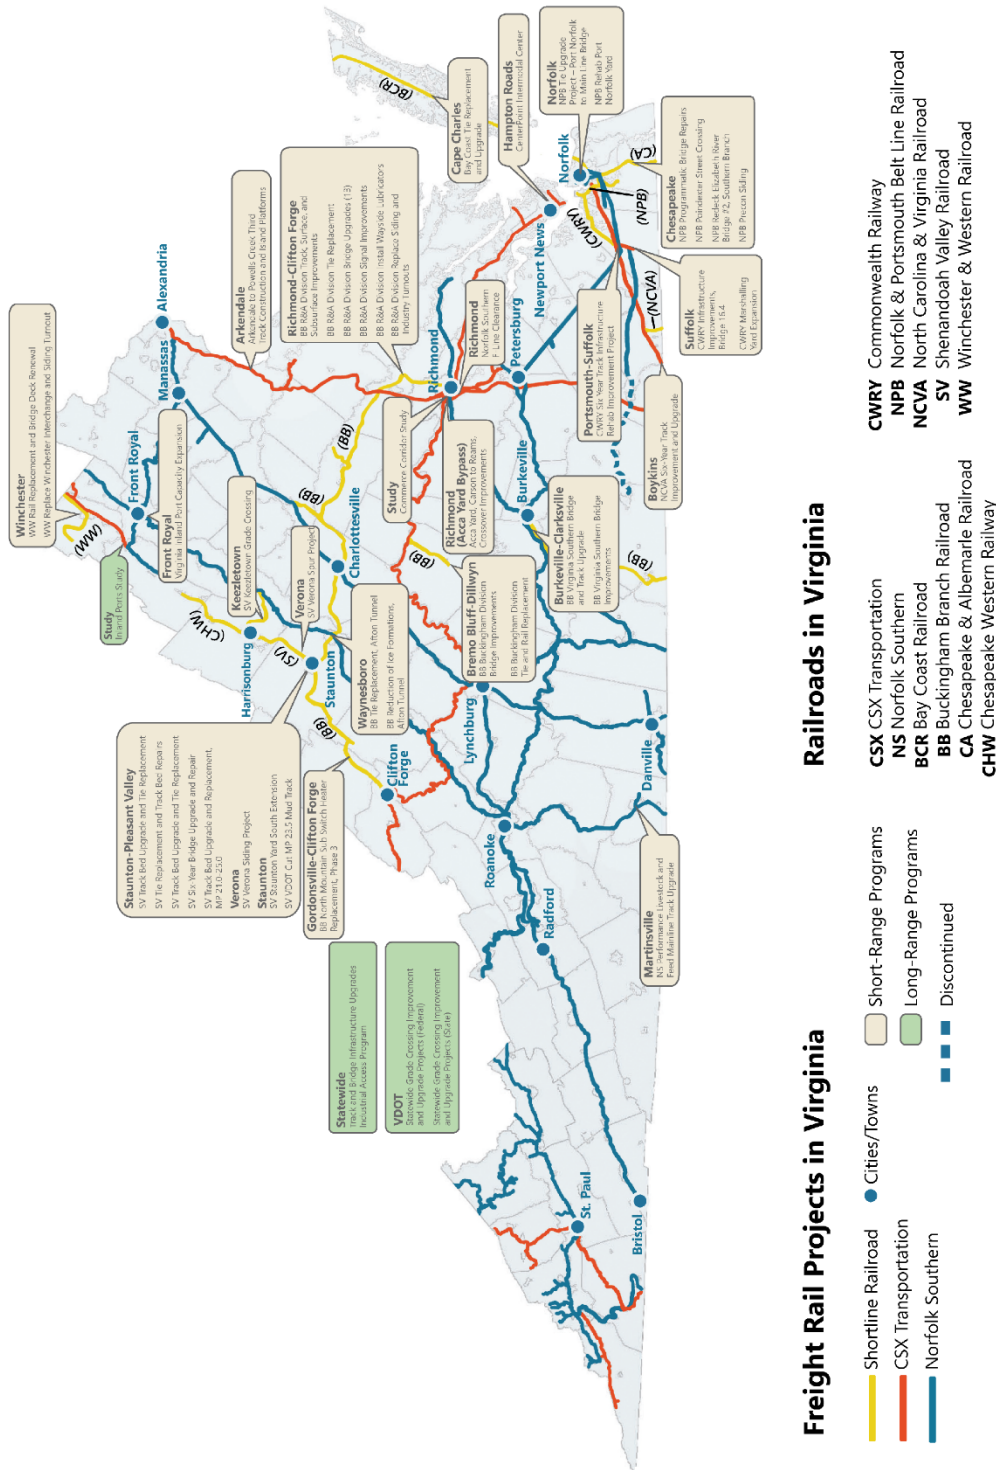 Winchester
WW Rail Replacement and Bridge Deck Renewal
WW Replace Winchester Interchange and Siding Turnout
(WW)
Study
Inland Ports Study
Front Royal
Front Royal
Virginia Inland Port Capacity Expansion
Manassas
Alexandria
Arkendale
Arkendale to Powells Creek Third
Track Construction and Island Platforms
Keezletown
SV Keezletown Grade Crossing
(CHW)
Harrisonburg
(SV)
Verona
SV Verona Spur Project
Staunton
Staunton-Pleasant Valley
SV Track Bed Upgrade and Tie Replacement
SV Tie Replacement and Track Bed Repairs
SV Track Bed Upgrade and Tie Replacement
SV Six-Year Bridge Upgrade and Repair
SV Track Bed Upgrade and Replacement,
MP 21.0-25.0
Verona
SV Verona Siding Project
Staunton
SV Staunton Yard South Extension
SV VDOT Cut MP 23.5 Mud Track
Gordonsville-Clifton Forge
BB North Mountain Sub Switch Heater
Replacement, Phase 3
(BB)
Clifton
Forge
Waynesboro
BB Tie Replacement, Afton Tunnel
BB Reduction of Ice Formations,
Afton Tunnel
Charlottesville
(BB)
(BB)
Richmond-Clifton Forge
BB R&A Division Track, Surface, and
Subsurface Improvements
BB R&A Division Tie Replacement
BB R&A Division Bridge Upgrades (13)
BB R&A Division Signal Improvements
BB R&A Division Install Wayside Lubricators
BB R&A Division Replace Siding and
Industry Turnouts
Study
Commerce Corridor Study
Richmond
Richmond
Norfolk Southern
F Line Clearance
Richmond
(Acca Yard Bypass)
Acca Yard, Carson to Reams,
Crossover Improvements
(BB)
Bremo Bluff-Dillwyn
BB Buckingham Division
Bridge Improvements
BB Buckingham Division
Tie and Rail Replacement
Lynchburg
Cape Charles
Bay Coast Tie Replacement
and Upgrade
(BCR)
Hampton Roads
CenterPoint Intermodal Center
Norfolk
NPB Tie Upgrade
Project – Port Norfolk
to Main Line Bridge
NPB Rehab Port
Norfolk Yard
Newport News
Petersburg
Norfolk
(CWRY)
(NPB)
(CA)
(NCVA)
Chesapeake
NPB Programmatic Bridge Repairs
NPB Poindexter Street Crossing
NPB Redeck Elizabeth River
Bridge #2, Southern Branch
NPB Precon Siding
Suffolk
CWRY Infrastructure
Improvements,
Bridge 16.4
CWRY Marshalling
Yard Expansion
Portsmouth-Suffolk
CWRY Six Year Track Infrastructure
Rehab Improvement Project
Boykins
NCVA Six-Year Track
Improvement and Upgrade
Burkeville
Burkeville-Clarksville
BB Virginia Southern Bridge
and Track Upgrade
BB Virginia Southern Bridge
Improvements
(BB)
Danville
Roanoke
Radford
Martinsville
NS Performance Livestock and
Feed Mainline Track Upgrade
Statewide
Track and Bridge Infrastructure Upgrades
Industrial Access Program
VDOT
Statewide Grade Crossing Improvement
and Upgrade Projects (Federal)
Statewide Grade Crossing Improvement
and Upgrade Projects (State)
St. Paul
Bristol
Freight Rail Projects in Virginia
Shortline Railroad
CSX Transportation
Norfolk Southern
Cities/Towns
Short-Range Programs
Long-Range Programs
Discontinued
Railroads in Virginia
CSX CSX Transportation
NS Norfolk Southern
BCR Bay Coast Railroad
BB Buckingham Branch Railroad
CA Chesapeake & Albemarle Railroad
CHW Chesapeake Western Railway
CWRY Commonwealth Railway
NPB Norfolk & Portsmouth Belt Line Railroad
NCVA North Carolina & Virginia Railroad
SV Shenandoah Valley Railroad
WW Winchester & Western Railroad